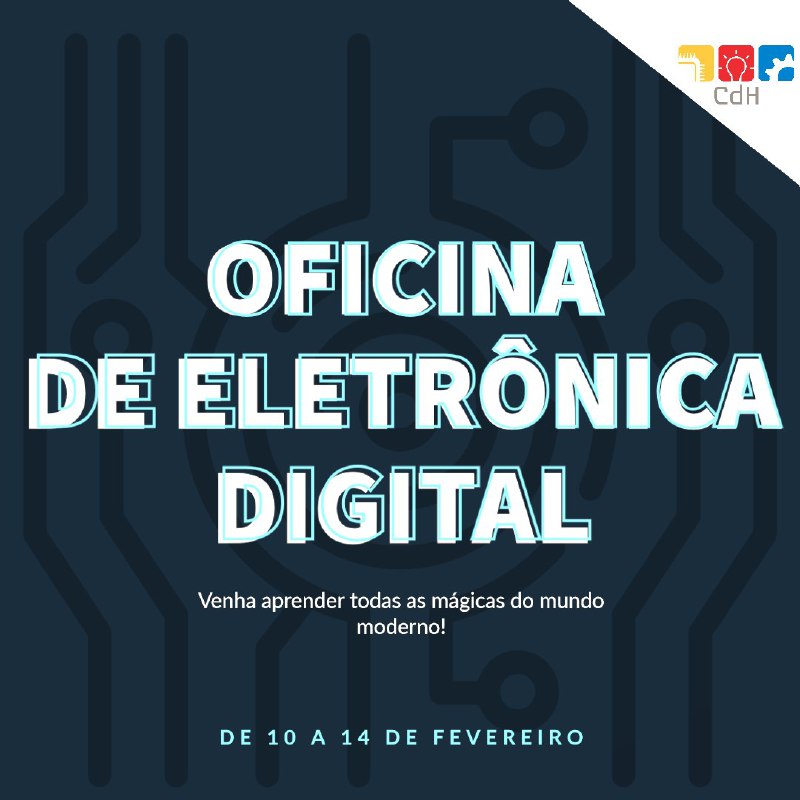 CdH
OFICINA
DE ELETRÔNICA
DIGITAL
Venha aprender todas as mágicas do mundo
moderno!
DE 10 A 14 DE FEVEREIRO